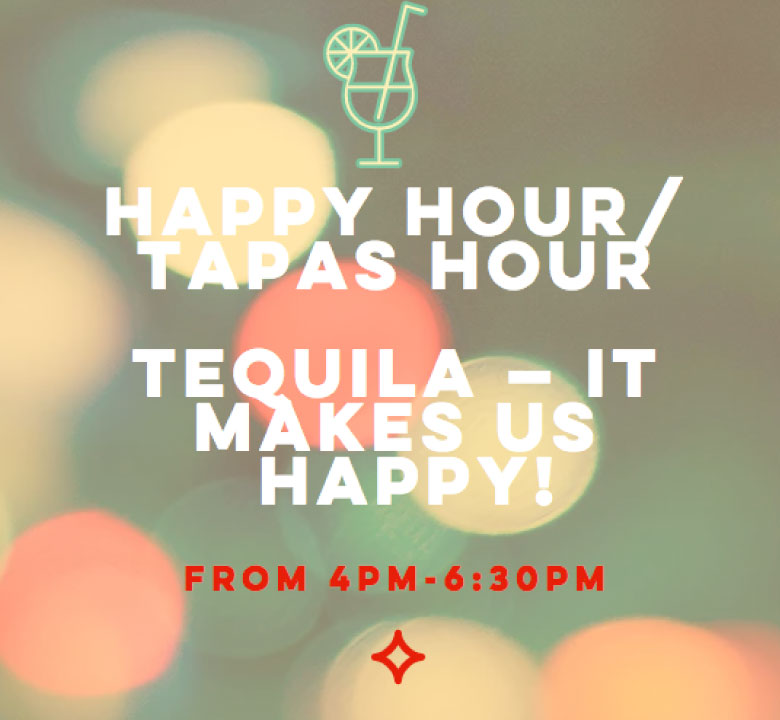 HAPPY HOUR/
TAPAS HOUR
TEQUILA – IT
MAKES US
HAPPY!
FROM 4PM-6:30PM